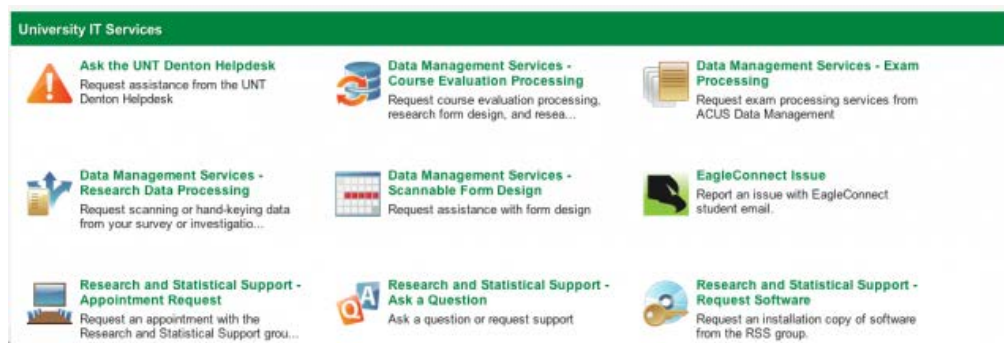 University IT Services
Ask the UNT Denton Helpdesk
Request assistance from the UNT
Denton Helpdesk
Data Management Services -
Course Evaluation Processing
Request course evaluation processing,
research form design, and resea...
Data Management Services - Exam
Processing
Request exam processing services from
ACUS Data Management
Data Management Services -
Research Data Processing
Request scanning or hand-keying data
from your survey or investigatio...
Data Management Services -
Scannable Form Design
Request assistance with form design
EagleConnect Issue
Report an issue with EagleConnect
student email.
Research and Statistical Support -
Appointment Request
Request an appointment with the
Research and Statistical Support grou...
Q A
Research and Statistical Support -
Ask a Question
Ask a question or request support
Research and Statistical Support -
Request Software
Request an installation copy of software
from the RSS group.